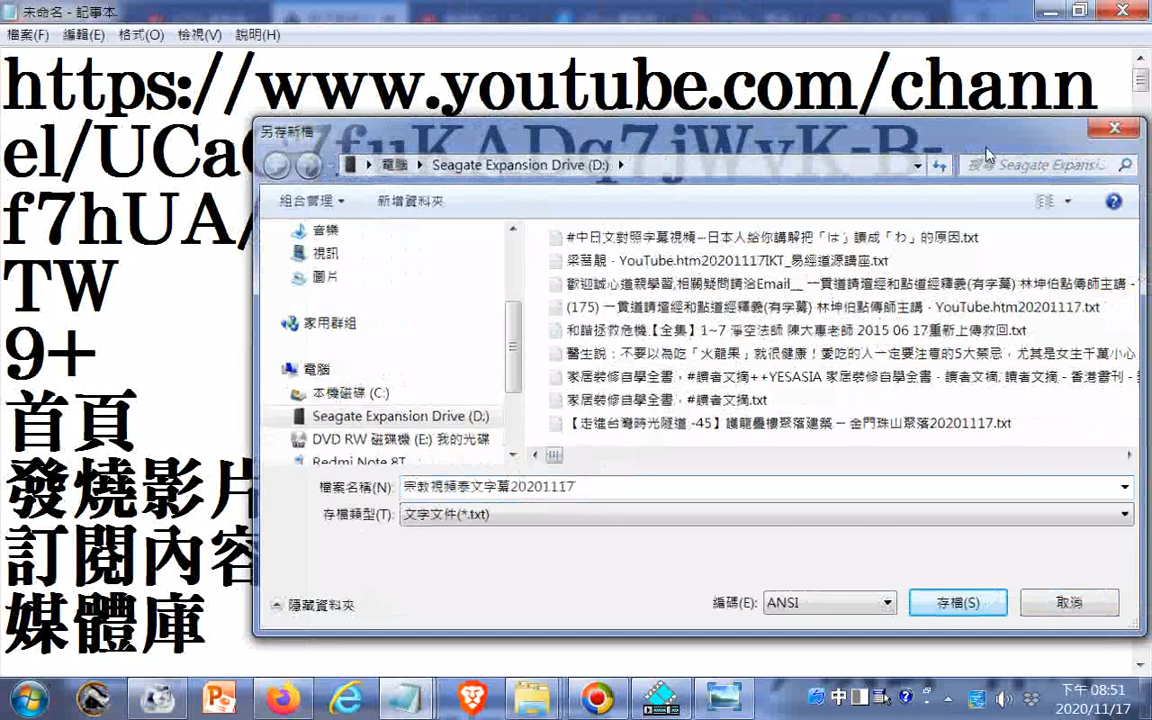 未命名 - 記事本
檔案(F) 編輯(E) 格式(O) 檢視(V) 說明(H)
https://www.youtube.com/chann
el/UCaC7fuKADq7jWvK-B-
f7hUA/
TW
9+
首頁
發燒影片
訂閱內容
媒體庫
另存新檔
電腦 Seagate Expansion Drive (D:)
搜尋 Seagate Expansi...
組合管理 新增資料夾
音樂
視訊
圖片
家用群組
電腦
本機磁碟 (C:)
Seagate Expansion Drive (D:)
DVD RW 磁碟機 (E:) 我的光碟
Redmi Note 8T
#中日文對照字幕視頻--日本人給你講解把「は」讀成「わ」的原因.txt
梁莙靚 - YouTube.htm20201117IKT_易經道源講座.txt
歡迎誠心道親學習,相關疑問請洽Email__ 一貫道請壇經和點道經釋義(有字幕) 林坤伯點傳師主講 -
(175) 一貫道請壇經和點道經釋義(有字幕) 林坤伯點傳師主講 - YouTube.htm20201117.txt
和諧拯救危機【全集】1~7 淨空法師 陳大惠老師 2015 06 17重新上傳救回.txt
醫生說：不要以為吃「火龍果」就很健康！愛吃的人一定要注意的5大禁忌，尤其是女生千萬小心
家居裝修自學全書，#讀者文摘++YESASIA 家居裝修自學全書 - 讀者文摘, 讀者文摘 - 香港書刊 -
家居裝修自學全書，#讀者文摘.txt
【走進台灣時光隧道 -45】護龍疊樓聚落建築 -- 金門珠山聚落20201117.txt
檔案名稱(N): 宗教視頻泰文字幕20201117
存檔類型(T): 文字文件(*.txt)
隱藏資料夾
編碼(E): ANSI
存檔(S)
取消
中
下午 08:51
2020/11/17